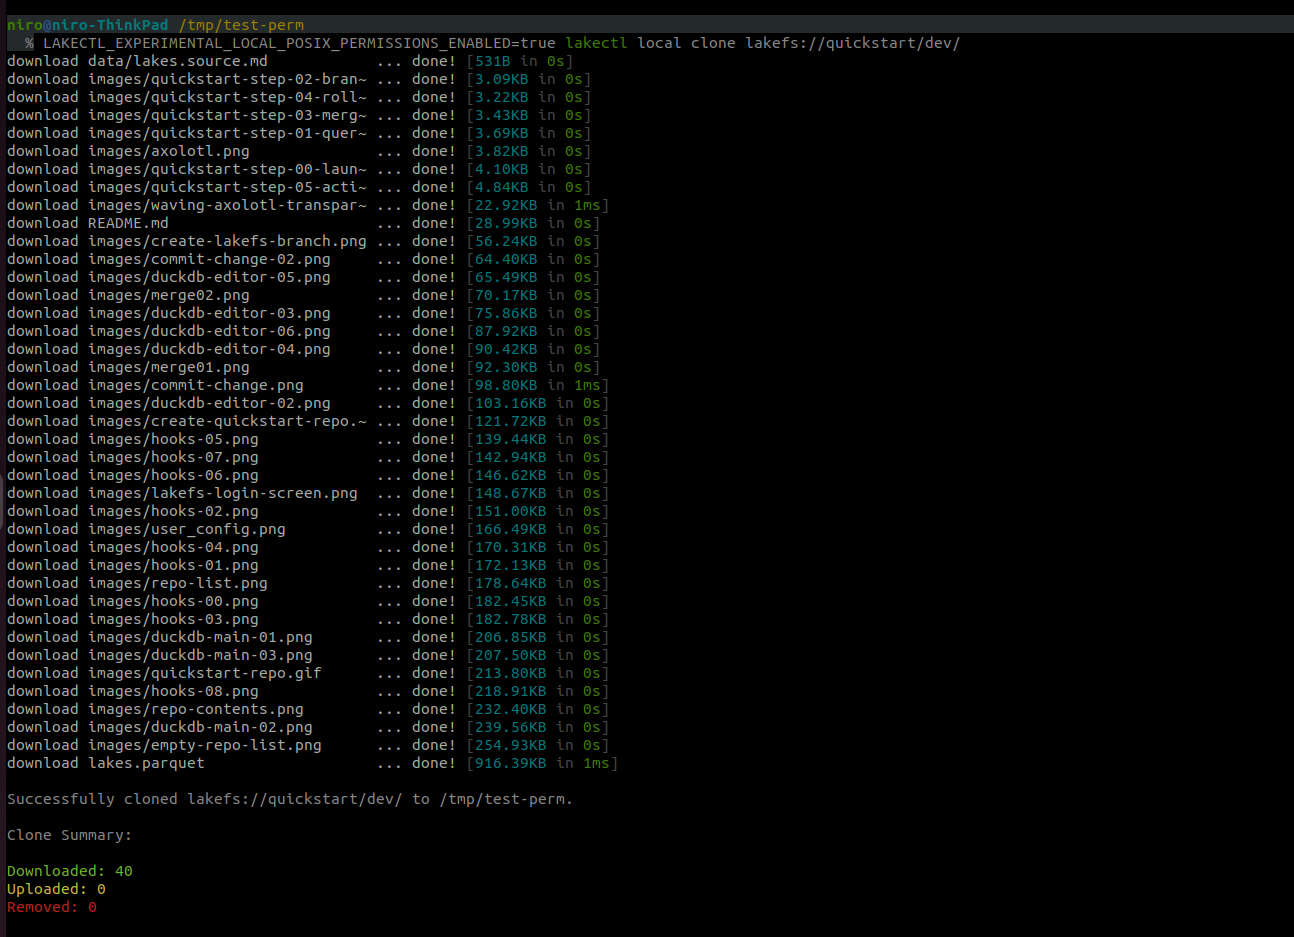 niro@niro-ThinkPad /tmp/test-perm
% LAKECTL_EXPERIMENTAL_LOCAL_POSIX_PERMISSIONS_ENABLED=true lakectl local clone lakefs://quickstart/dev/
download data/lakes.source.md ... done! [531B in 0s]
download images/quickstart-step-02-bran~ ... done! [3.09KB in 0s]
download images/quickstart-step-04-roll~ ... done! [3.22KB in 0s]
download images/quickstart-step-03-merg~ ... done! [3.43KB in 0s]
download images/quickstart-step-01-quer~ ... done! [3.69KB in 0s]
download images/axolotl.png ... done! [3.82KB in 0s]
download images/quickstart-step-00-laun~ ... done! [4.10KB in 0s]
download images/quickstart-step-05-acti~ ... done! [4.84KB in 0s]
download images/waving-axolotl-transpar~ ... done! [22.92KB in 1ms]
download README.md ... done! [28.99KB in 0s]
download images/create-lakefs-branch.png ... done! [56.24KB in 0s]
download images/commit-change-02.png ... done! [64.40KB in 0s]
download images/duckdb-editor-05.png ... done! [65.49KB in 0s]
download images/merge02.png ... done! [70.17KB in 0s]
download images/duckdb-editor-03.png ... done! [75.86KB in 0s]
download images/duckdb-editor-06.png ... done! [87.92KB in 0s]
download images/duckdb-editor-04.png ... done! [90.42KB in 0s]
download images/merge01.png ... done! [92.30KB in 0s]
download images/commit-change.png ... done! [98.80KB in 1ms]
download images/duckdb-editor-02.png ... done! [103.16KB in 0s]
download images/create-quickstart-repo.~ ... done! [121.72KB in 0s]
download images/hooks-05.png ... done! [139.44KB in 0s]
download images/hooks-07.png ... done! [142.94KB in 0s]
download images/hooks-06.png ... done! [146.62KB in 0s]
download images/lakefs-login-screen.png ... done! [148.67KB in 0s]
download images/hooks-02.png ... done! [151.00KB in 0s]
download images/user_config.png ... done! [166.49KB in 0s]
download images/hooks-04.png ... done! [170.31KB in 0s]
download images/hooks-01.png ... done! [172.13KB in 0s]
download images/repo-list.png ... done! [178.64KB in 0s]
download images/hooks-00.png ... done! [182.45KB in 0s]
download images/hooks-03.png ... done! [182.78KB in 0s]
download images/duckdb-main-01.png ... done! [206.85KB in 0s]
download images/duckdb-main-03.png ... done! [207.50KB in 0s]
download images/quickstart-repo.gif ... done! [213.80KB in 0s]
download images/hooks-08.png ... done! [218.91KB in 0s]
download images/repo-contents.png ... done! [232.40KB in 0s]
download images/duckdb-main-02.png ... done! [239.56KB in 0s]
download images/empty-repo-list.png ... done! [254.93KB in 0s]
download lakes.parquet ... done! [916.39KB in 1ms]
Successfully cloned lakefs://quickstart/dev/ to /tmp/test-perm.
Clone Summary:
Downloaded: 40
Uploaded: 0
Removed: 0